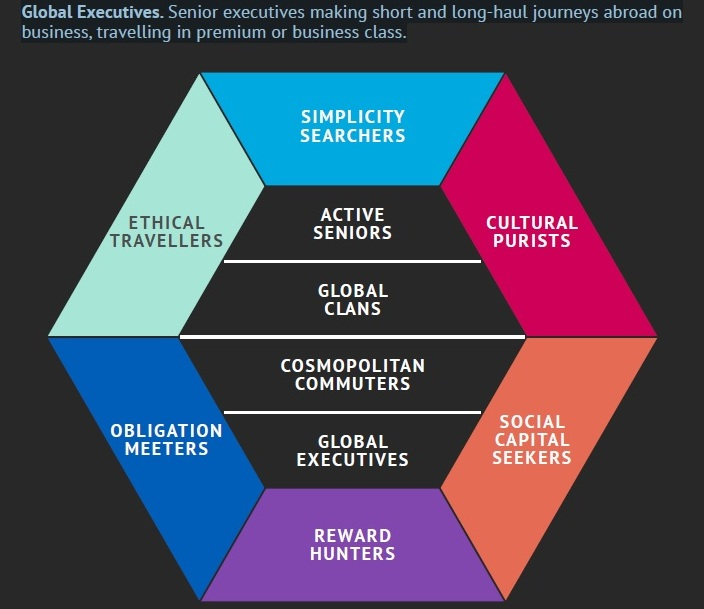 Global Executives. Senior executives making short and long-haul journeys abroad on
business, travelling in premium or business class.
SIMPLICITY
SEARCHERS
ETHICAL
TRAVELLERS
ACTIVE
SENIORS
CULTURAL
PURISTS
GLOBAL
CLANS
COSMOPOLITAN
COMMUTERS
OBLIGATION
MEETERS
GLOBAL
EXECUTIVES
SOCIAL
CAPITAL
SEEKERS
REWARD
HUNTERS